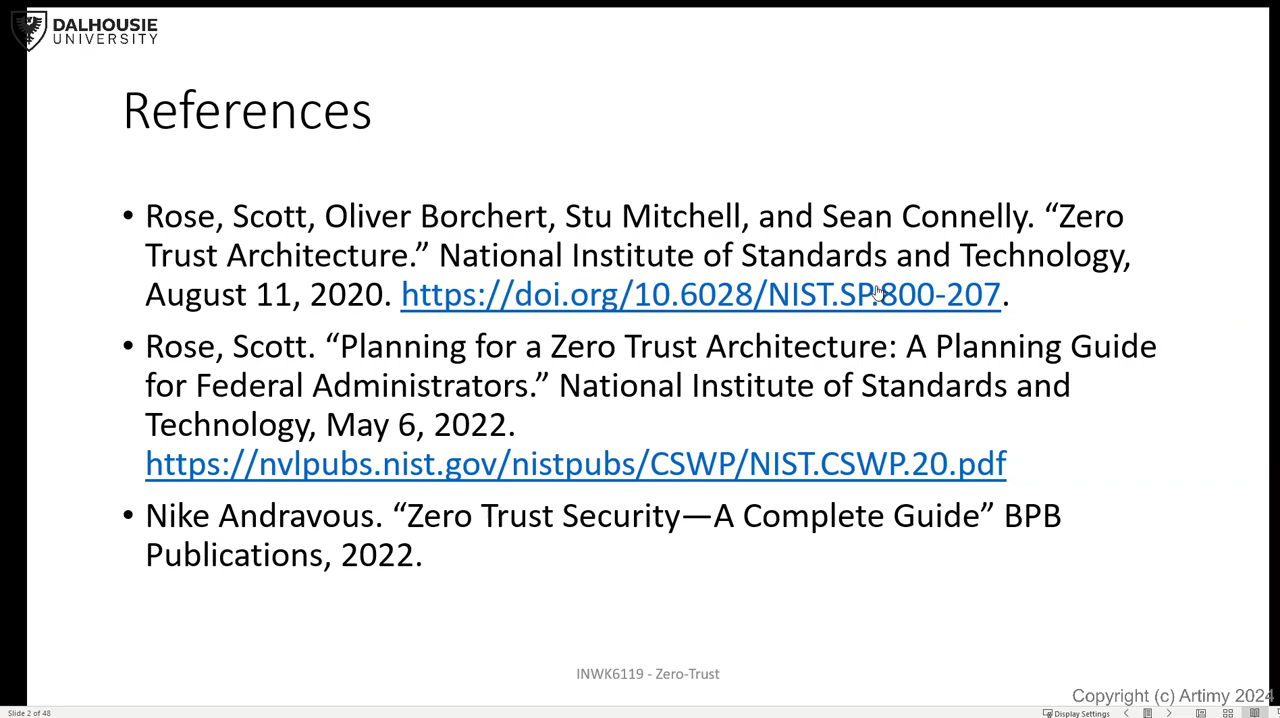 DALHOUSIE
UNIVERSITY
References
• Rose, Scott, Oliver Borchert, Stu Mitchell, and Sean Connelly. “Zero
Trust Architecture.” National Institute of Standards and Technology,
August 11, 2020. https://doi.org/10.6028/NIST.SP.800-207.
• Rose, Scott. “Planning for a Zero Trust Architecture: A Planning Guide
for Federal Administrators.” National Institute of Standards and
Technology, May 6, 2022.
https://nvlpubs.nist.gov/nistpubs/CSWP/NIST.CSWP.20.pdf
• Nike Andravous. “Zero Trust Security—A Complete Guide” BPB
Publications, 2022.
INWK6119 - Zero-Trust
Copyright (c) Artimy 2024
Slide 2 of 48
Display Settings